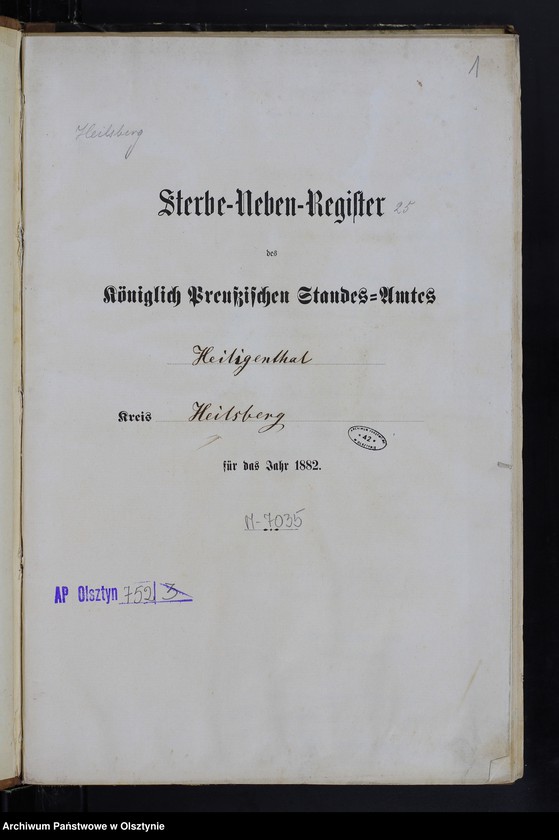 1
Heilsberg
Sterbe-Neben-Register 25
des
Königlich Preußischen Standes-Amtes
Heiligenthal
Kreis Heilsberg
42
für das Jahr 1882.
M-7035
AP Olsztyn 752/3
Archiwum Państwowe w Olsztynie